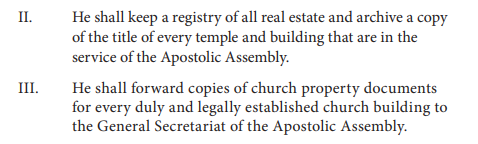 II. He shall keep a registry of all real estate and archive a copy
of the title of every temple and building that are in the
service of the Apostolic Assembly.
III. He shall forward copies of church property documents
for every duly and legally established church building to
the General Secretariat of the Apostolic Assembly.